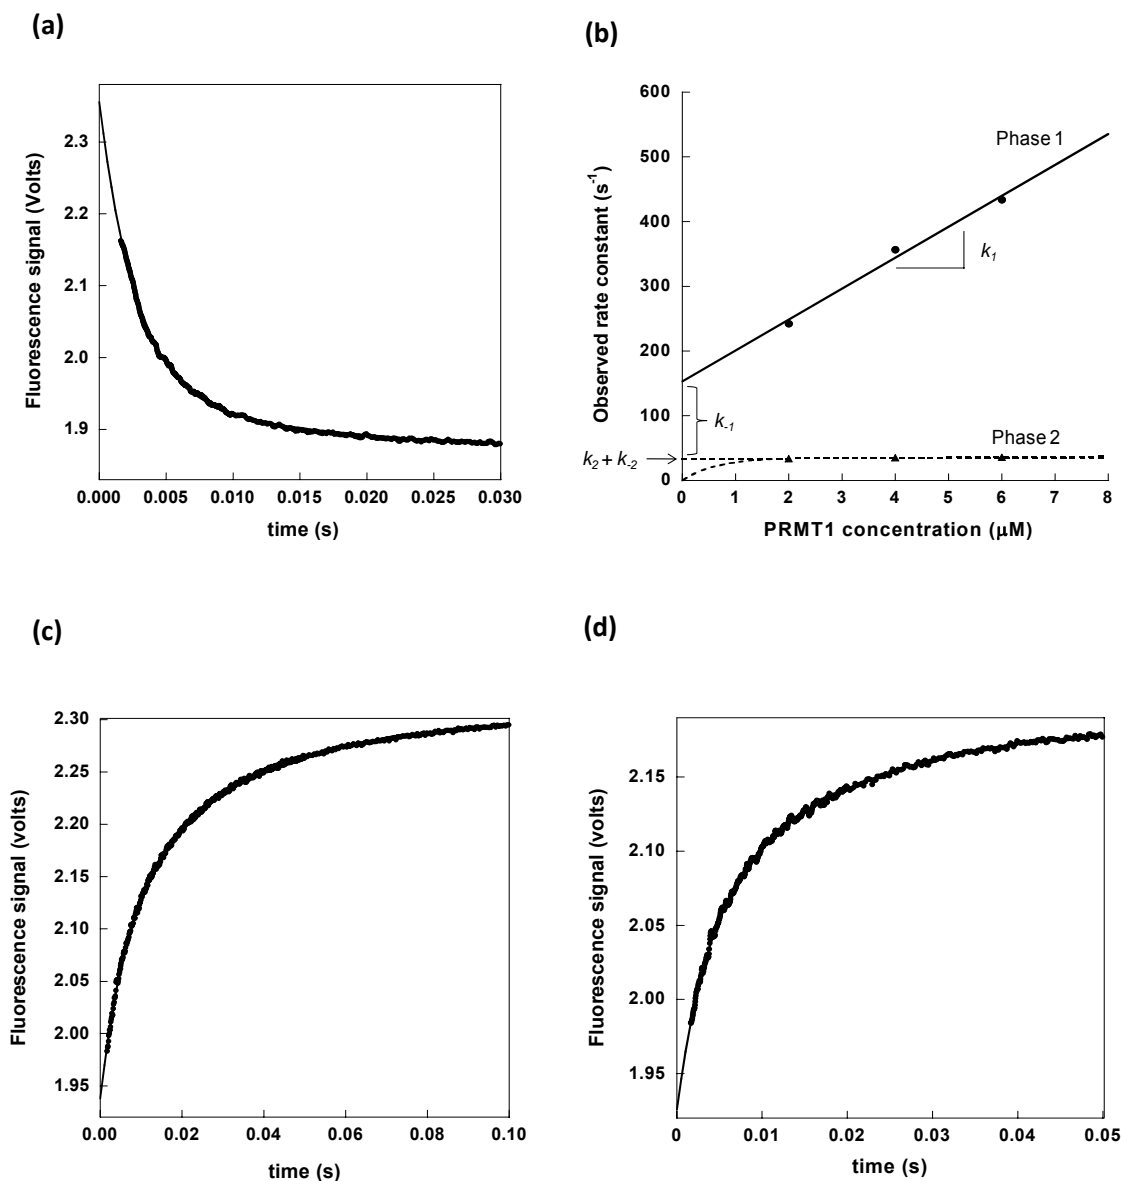 (a)
Fluorescence signal (Volts)
2.3
2.2
2.1
2.0
1.9
0.000 0.005 0.010 0.015 0.020 0.025 0.030
time (s)
(b)
Observed rate constant (s⁻¹)
600
500
400
300
200
100
0
Phase 1
k₁
k₋₁
Phase 2
k₂ + k₋₂
0 1 2 3 4 5 6 7 8
PRMT1 concentration (μM)
(c)
Fluorescence signal (volts)
2.30
2.25
2.20
2.15
2.10
2.05
2.00
1.95
0.00 0.02 0.04 0.06 0.08 0.10
time (s)
(d)
Fluorescence signal (volts)
2.15
2.10
2.05
2.00
1.95
0 0.01 0.02 0.03 0.04 0.05
time (s)